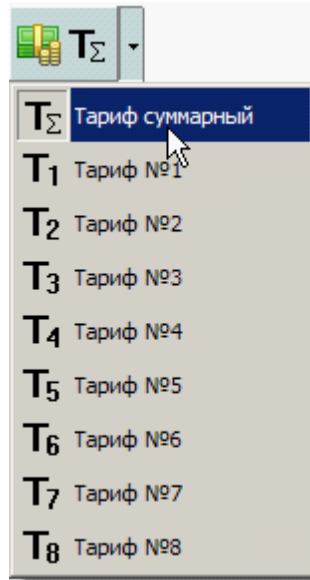 TΣ
TΣ Тариф суммарный
T1 Тариф №1
T2 Тариф №2
T3 Тариф №3
T4 Тариф №4
T5 Тариф №5
T6 Тариф №6
T7 Тариф №7
T8 Тариф №8